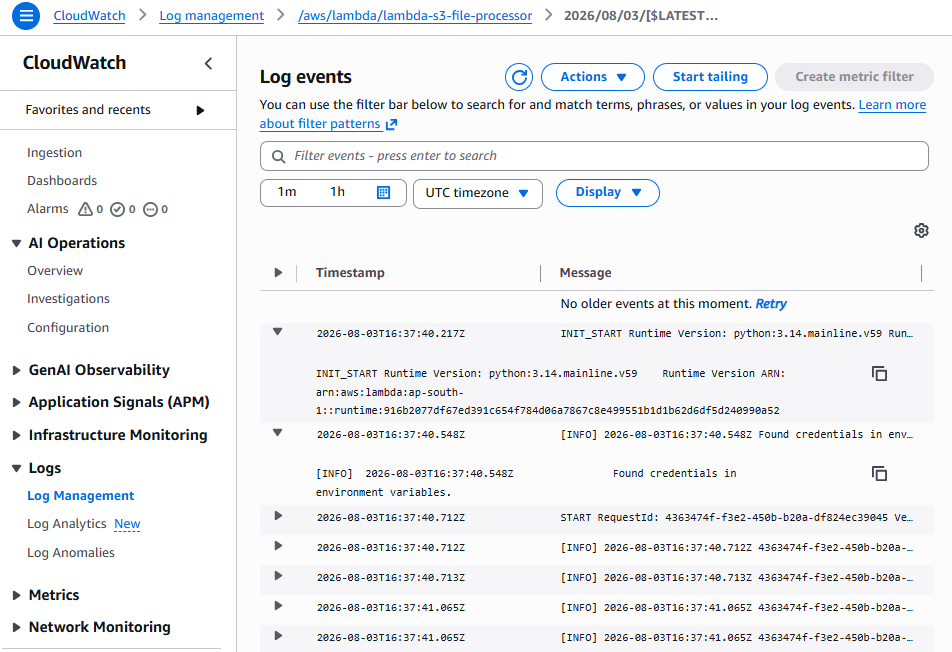 CloudWatch > Log management > /aws/lambda/lambda-s3-file-processor > 2026/08/03/[$LATEST...
CloudWatch
Favorites and recents
Ingestion
Dashboards
Alarms 0 0 0
AI Operations
Overview
Investigations
Configuration
GenAI Observability
Application Signals (APM)
Infrastructure Monitoring
Logs
Log Management
Log Analytics New
Log Anomalies
Metrics
Network Monitoring
Log events
Actions
Start tailing
Create metric filter
You can use the filter bar below to search for and match terms, phrases, or values in your log events. Learn more
about filter patterns
Filter events - press enter to search
1m 1h
UTC timezone
Display
Timestamp Message
No older events at this moment. Retry
2026-08-03T16:37:40.217Z INIT_START Runtime Version: python:3.14.mainline.v59 Run…
INIT_START Runtime Version: python:3.14.mainline.v59 Runtime Version ARN:
arn:aws:lambda:ap-south-
1::runtime:916b2077df67ed391c654f784d06a7867c8e499551b1d1b62d6df5d240990a52
2026-08-03T16:37:40.548Z [INFO] 2026-08-03T16:37:40.548Z Found credentials in env…
[INFO] 2026-08-03T16:37:40.548Z Found credentials in
environment variables.
2026-08-03T16:37:40.712Z START RequestId: 4363474f-f3e2-450b-b20a-df824ec39045 Ve…
2026-08-03T16:37:40.712Z [INFO] 2026-08-03T16:37:40.712Z 4363474f-f3e2-450b-b20a-…
2026-08-03T16:37:40.713Z [INFO] 2026-08-03T16:37:40.713Z 4363474f-f3e2-450b-b20a-…
2026-08-03T16:37:41.065Z [INFO] 2026-08-03T16:37:41.065Z 4363474f-f3e2-450b-b20a-…
2026-08-03T16:37:41.065Z [INFO] 2026-08-03T16:37:41.065Z 4363474f-f3e2-450b-b20a-…